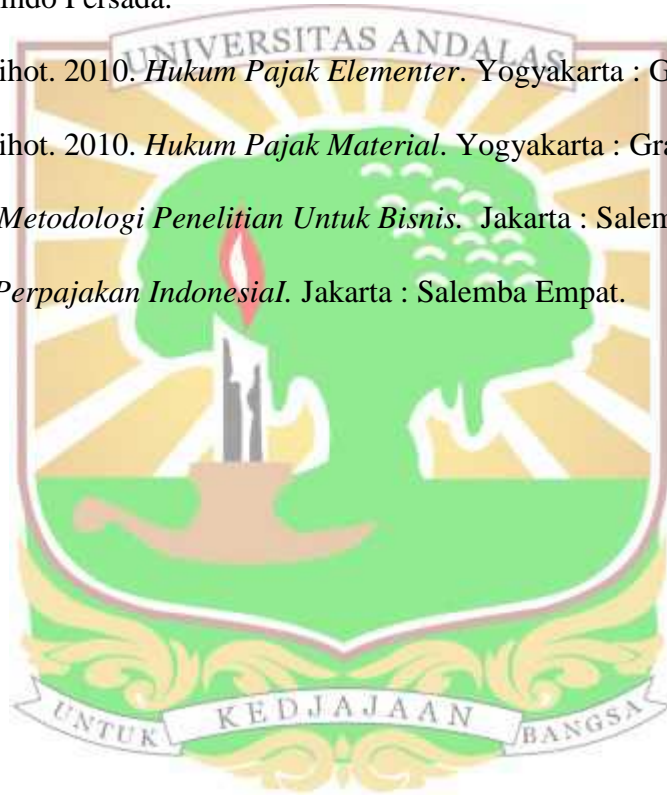 indo Persada.
UNIVERSITAS ANDALAS
ihot. 2010. Hukum Pajak Elementer. Yogyakarta : G
ihot. 2010. Hukum Pajak Material. Yogyakarta : Gra
Metodologi Penelitian Untuk Bisnis. Jakarta : Salem
Perpajakan IndonesiaI. Jakarta : Salemba Empat.
UNTUK KEDJAJAAN BANGSA